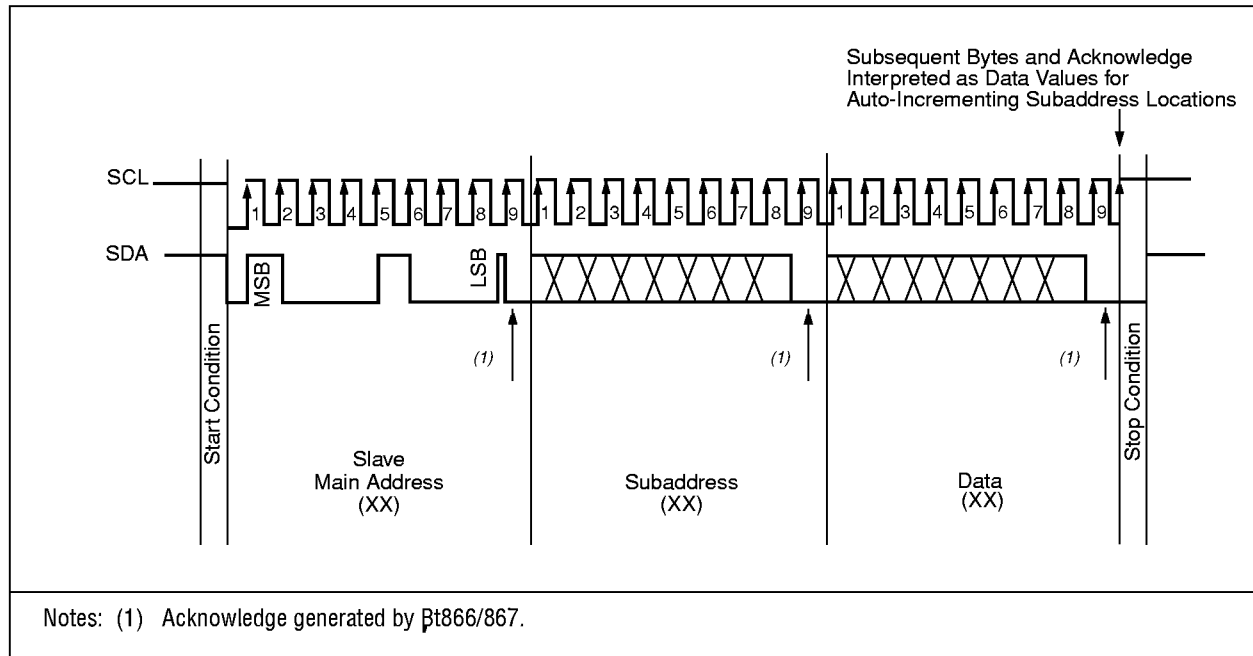 Subsequent Bytes and Acknowledge
Interpreted as Data Values for
Auto-Incrementing Subaddress Locations
SCL
1 2 3 4 5 6 7 8 9 1 2 3 4 5 6 7 8 9 1 2 3 4 5 6 7 8 9
SDA
MSB
LSB
(1)
(1)
(1)
Start Condition
Stop Condition
Slave
Main Address
(XX)
Subaddress
(XX)
Data
(XX)
Notes: (1) Acknowledge generated by Bt866/867.